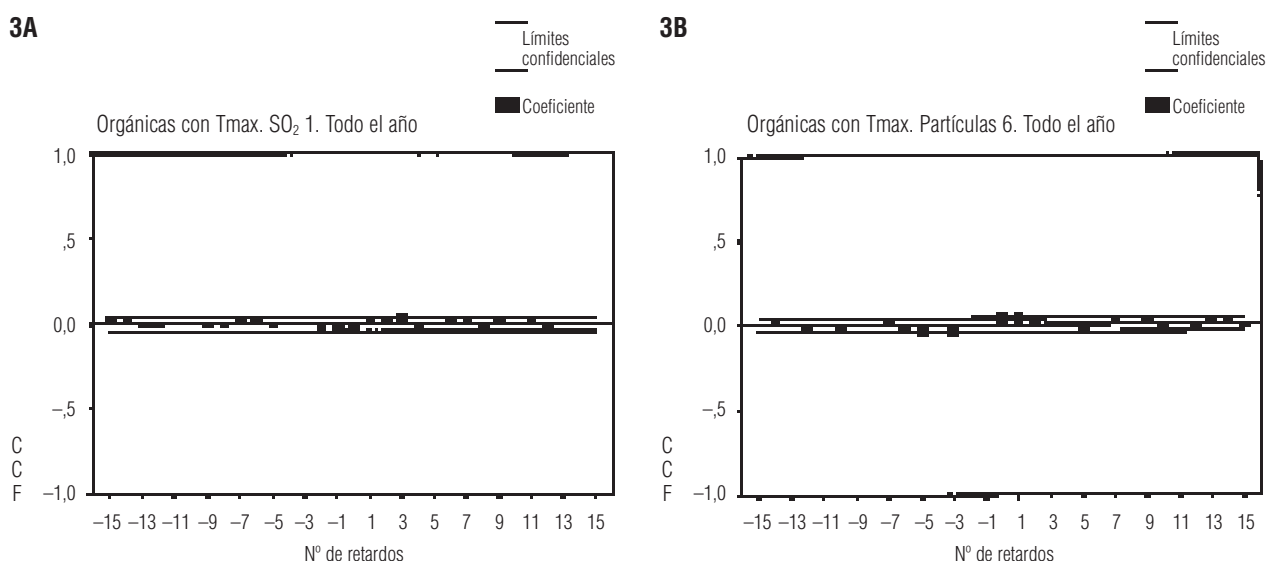 3A
Límites
confidenciales
Coeficiente
Orgánicas con Tmax. SO₂ 1. Todo el año
1,0
,5
0,0
–,5
–1,0
C
C
F
–15 –13 –11 –9 –7 –5 –3 –1 1 3 5 7 9 11 13 15
Nº de retardos
3B
Límites
confidenciales
Coeficiente
Orgánicas con Tmax. Partículas 6. Todo el año
1,0
,5
0,0
–,5
–1,0
C
C
F
–15 –13 –11 –9 –7 –5 –3 –1 1 3 5 7 9 11 13 15
Nº de retardos